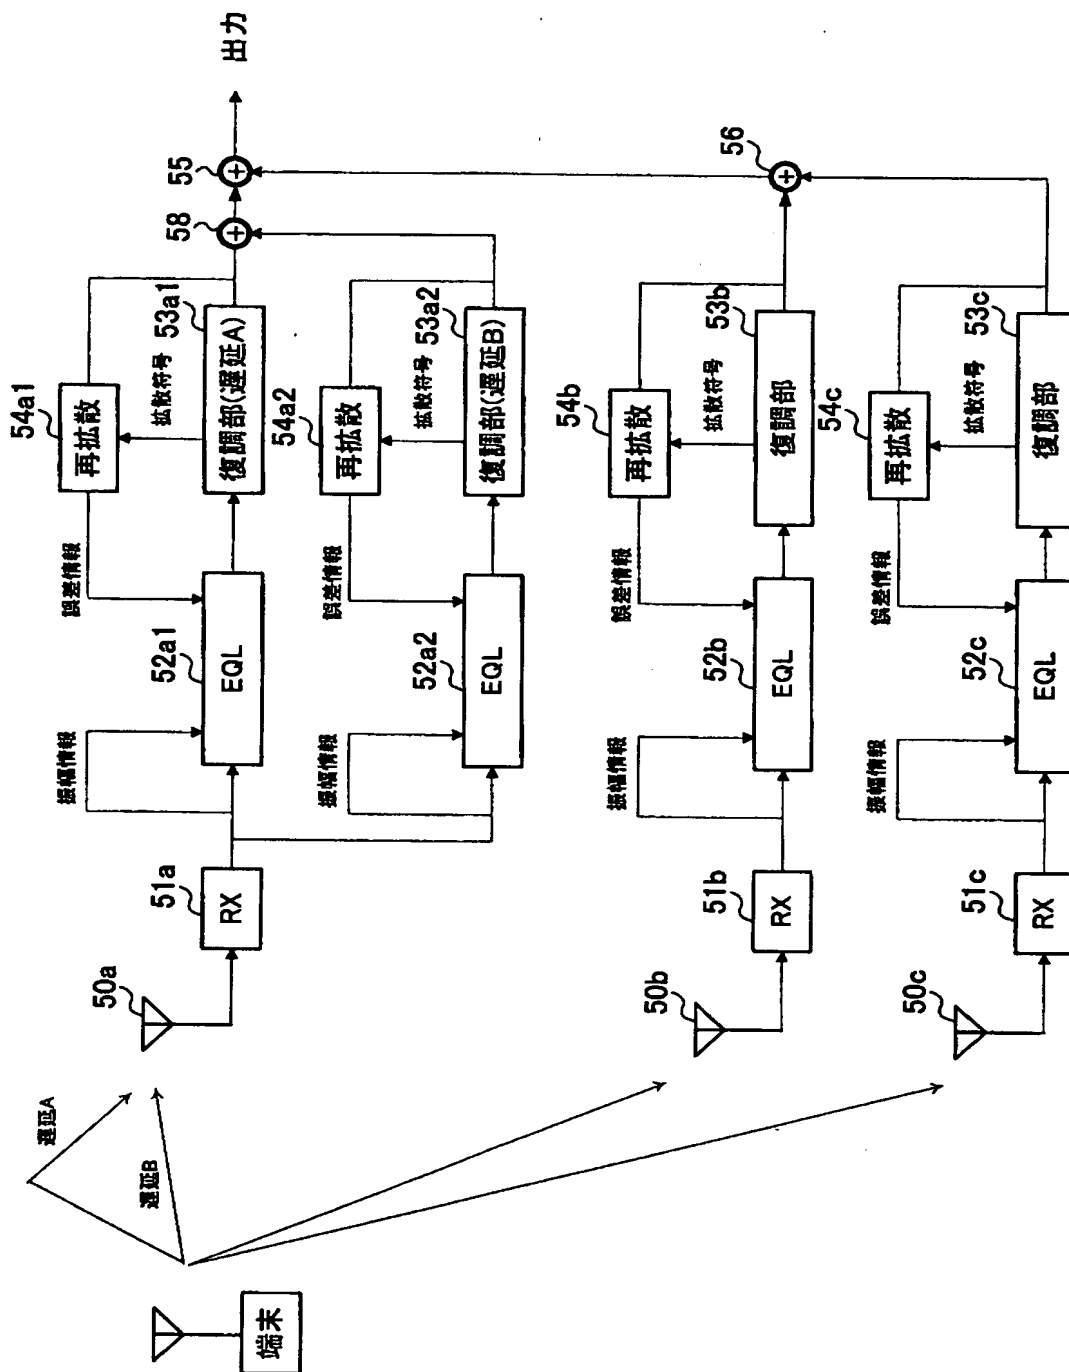 端末
遅延A
遅延B
50a
51a
RX
振幅情報
52a1
EQL
誤差情報
54a1
再拡散
拡散符号
53a1
復調部(遅延A)
58
55
出力
振幅情報
52a2
EQL
誤差情報
54a2
再拡散
拡散符号
53a2
復調部(遅延B)
50b
51b
RX
振幅情報
52b
EQL
誤差情報
54b
再拡散
拡散符号
53b
復調部
56
50c
51c
RX
振幅情報
52c
EQL
誤差情報
54c
再拡散
拡散符号
53c
復調部